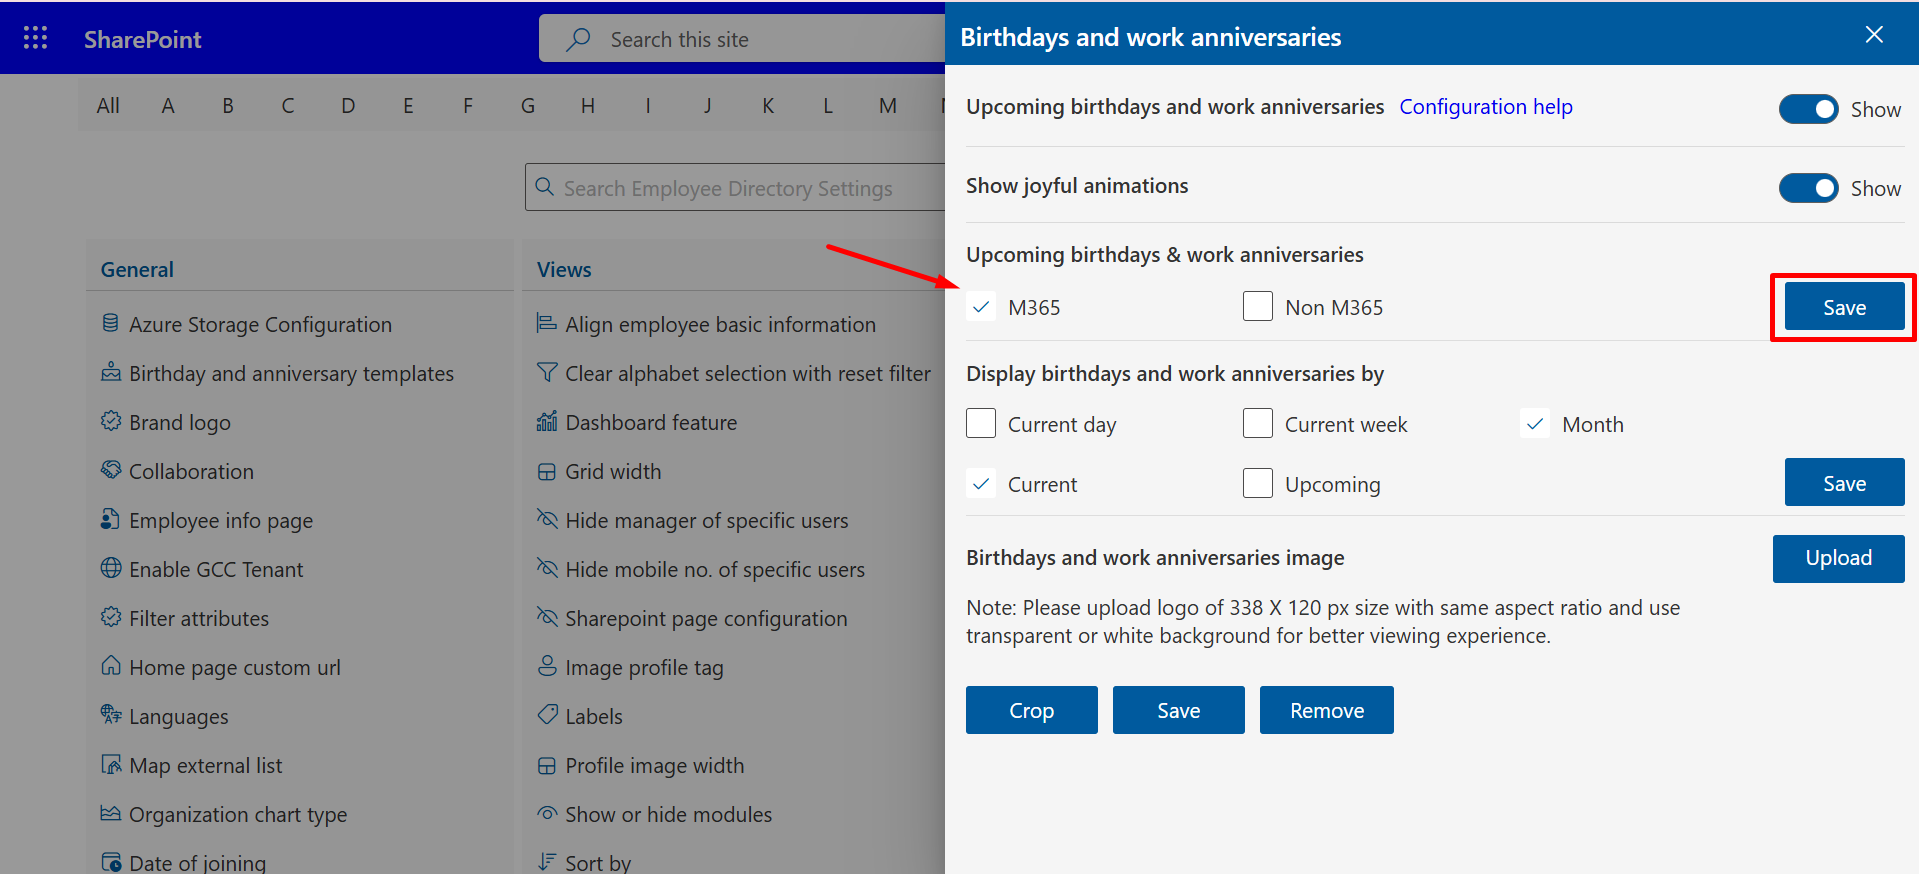 SharePoint
Search this site
All A B C D E F G H I J K L M
Search Employee Directory Settings
General
Azure Storage Configuration
Birthday and anniversary templates
Brand logo
Collaboration
Employee info page
Enable GCC Tenant
Filter attributes
Home page custom url
Languages
Map external list
Organization chart type
Date of joining
Views
Align employee basic information
Clear alphabet selection with reset filter
Dashboard feature
Grid width
Hide manager of specific users
Hide mobile no. of specific users
Sharepoint page configuration
Image profile tag
Labels
Profile image width
Show or hide modules
Sort by
Birthdays and work anniversaries
Upcoming birthdays and work anniversaries Configuration help Show
Show joyful animations Show
Upcoming birthdays & work anniversaries
M365 Non M365 Save
Display birthdays and work anniversaries by
Current day Current week Month
Current Upcoming Save
Birthdays and work anniversaries image Upload
Note: Please upload logo of 338 X 120 px size with same aspect ratio and use
transparent or white background for better viewing experience.
Crop Save Remove